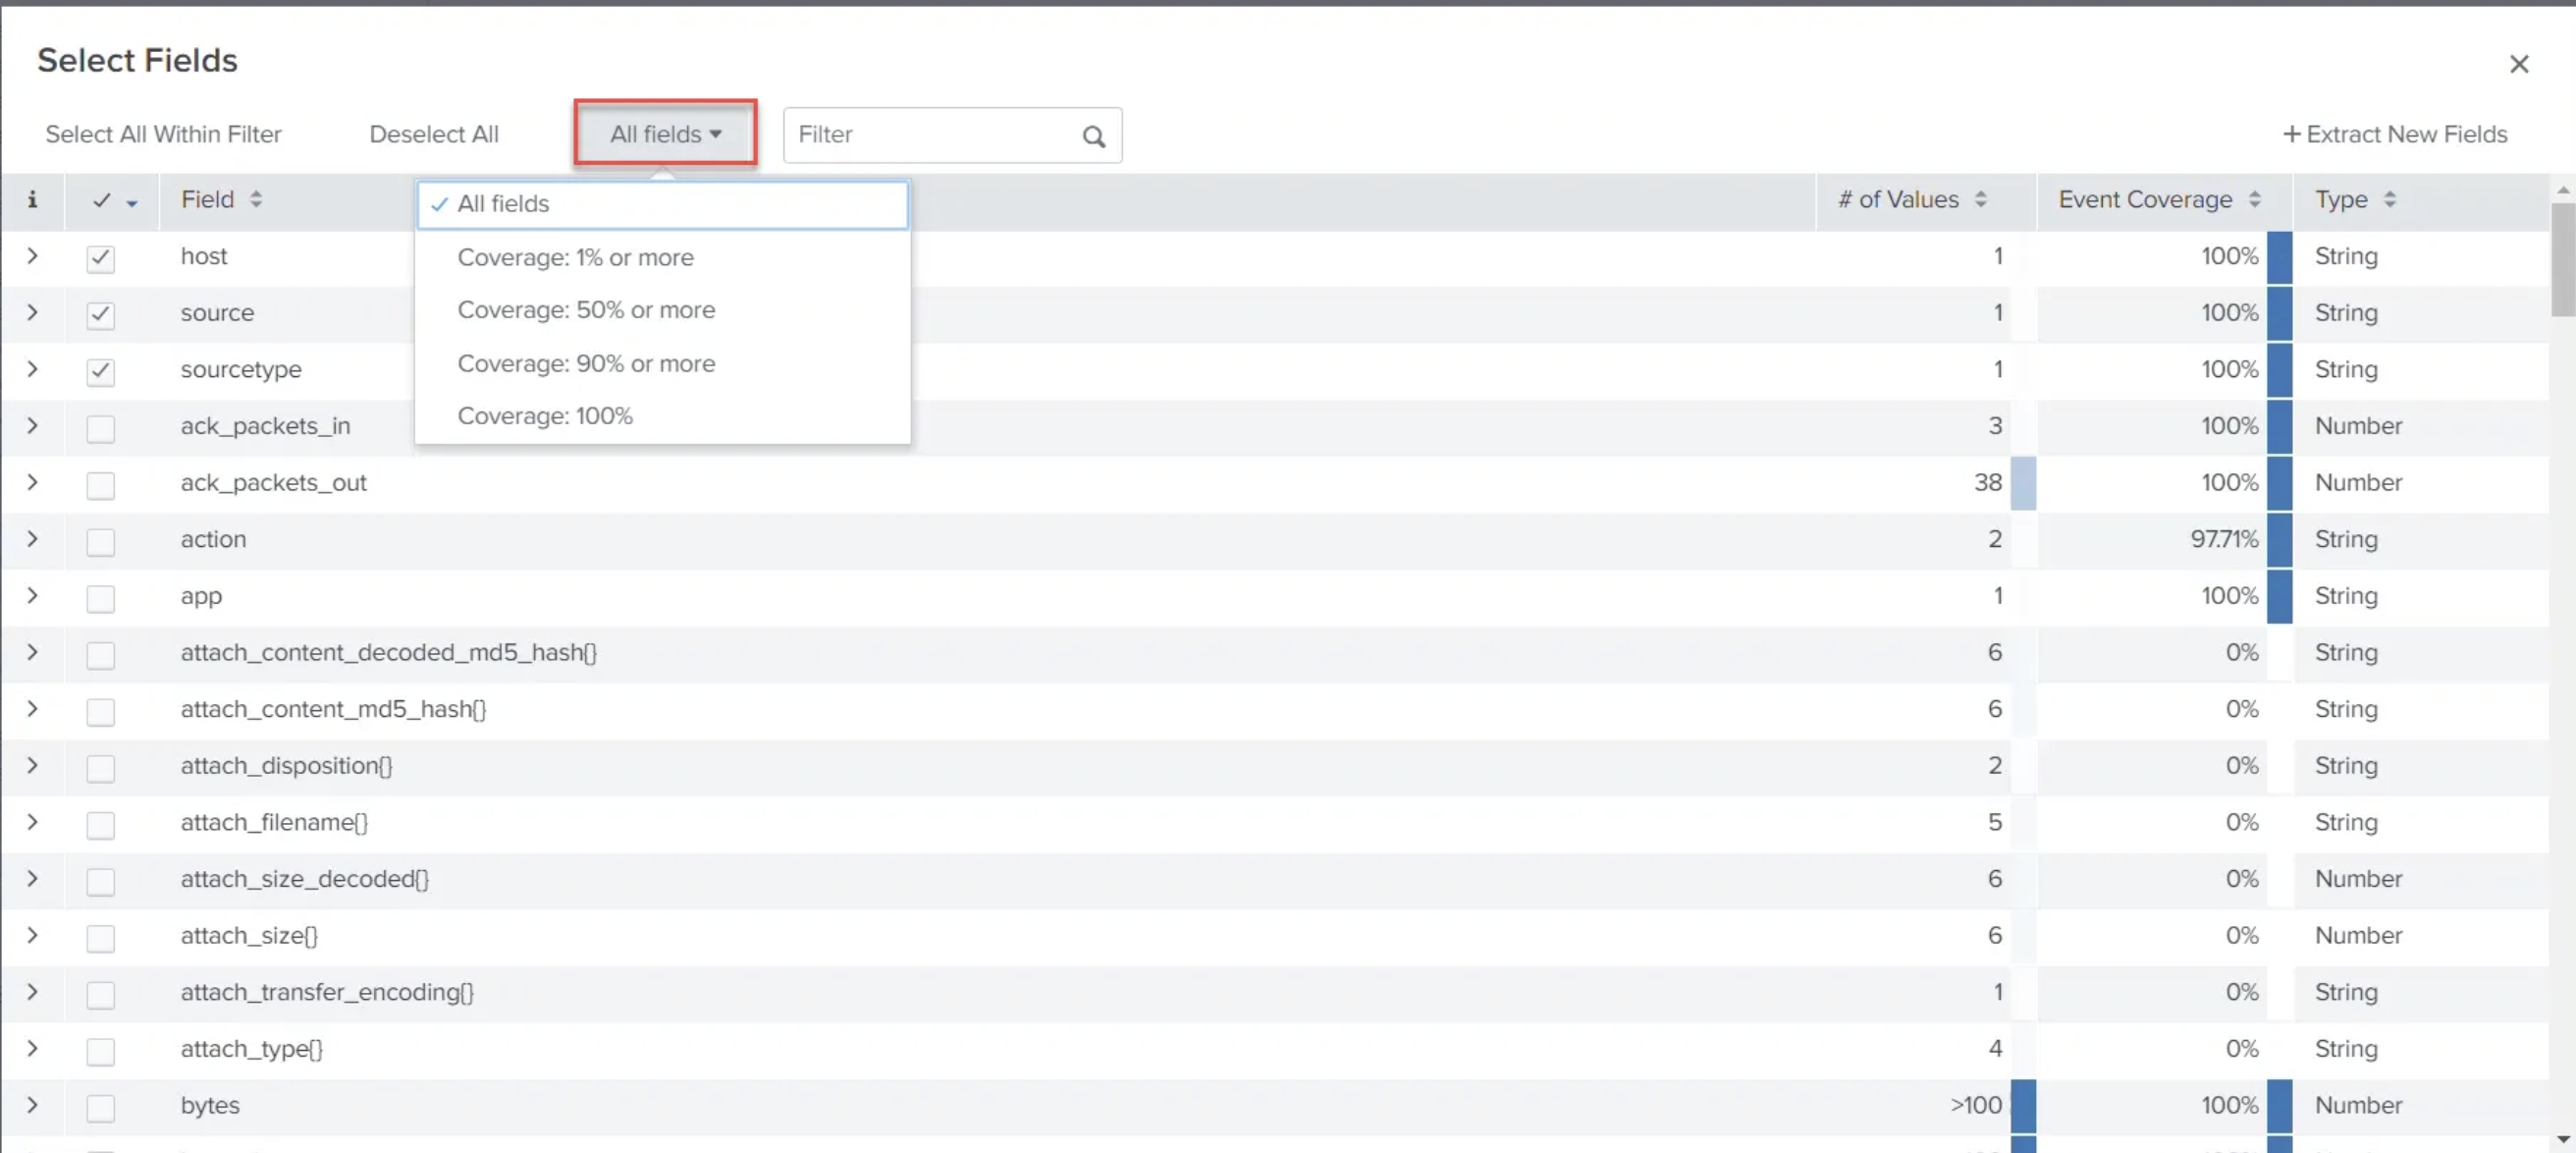 Select Fields
Select All Within Filter Deselect All All fields Filter + Extract New Fields
i Field # of Values Event Coverage Type
All fields
Coverage: 1% or more
Coverage: 50% or more
Coverage: 90% or more
Coverage: 100%
host 1 100% String
source 1 100% String
sourcetype 1 100% String
ack_packets_in 3 100% Number
ack_packets_out 38 100% Number
action 2 97.71% String
app 1 100% String
attach_content_decoded_md5_hash{} 6 0% String
attach_content_md5_hash{} 6 0% String
attach_disposition{} 2 0% String
attach_filename{} 5 0% String
attach_size_decoded{} 6 0% Number
attach_size{} 6 0% Number
attach_transfer_encoding{} 1 0% String
attach_type{} 4 0% String
bytes >100 100% Number